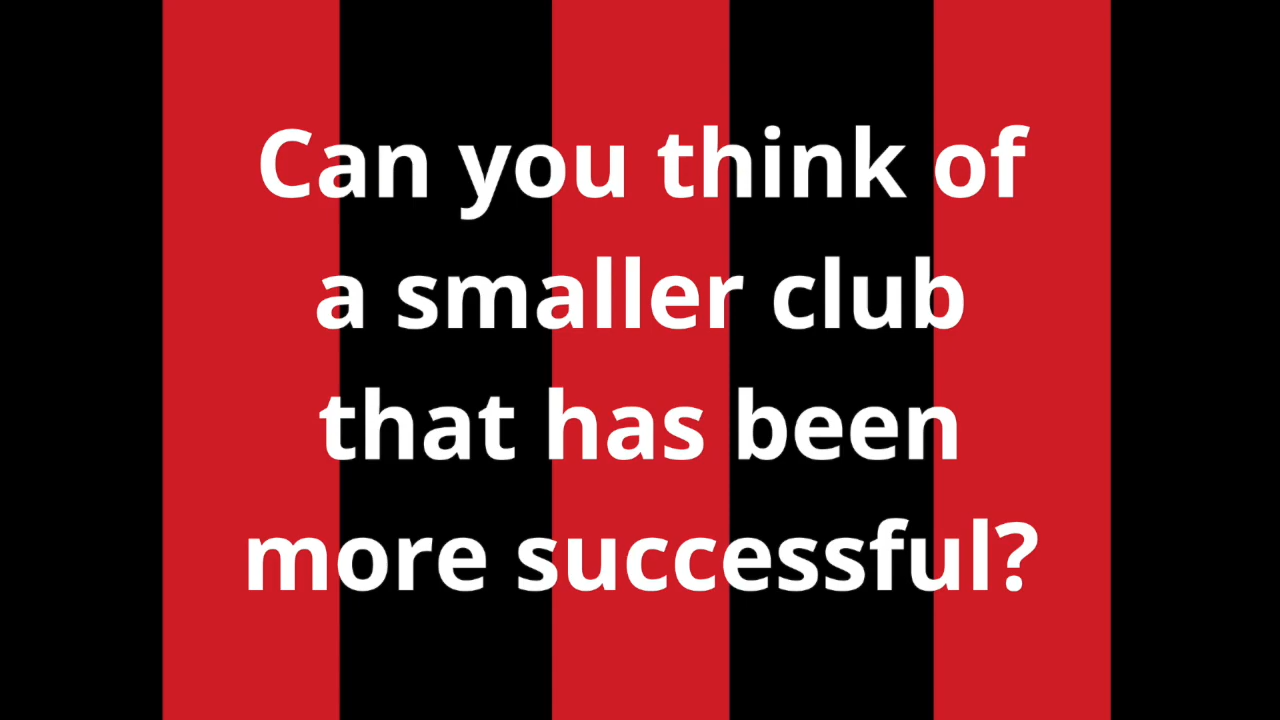 Can you think of
a smaller club
that has been
more successful?